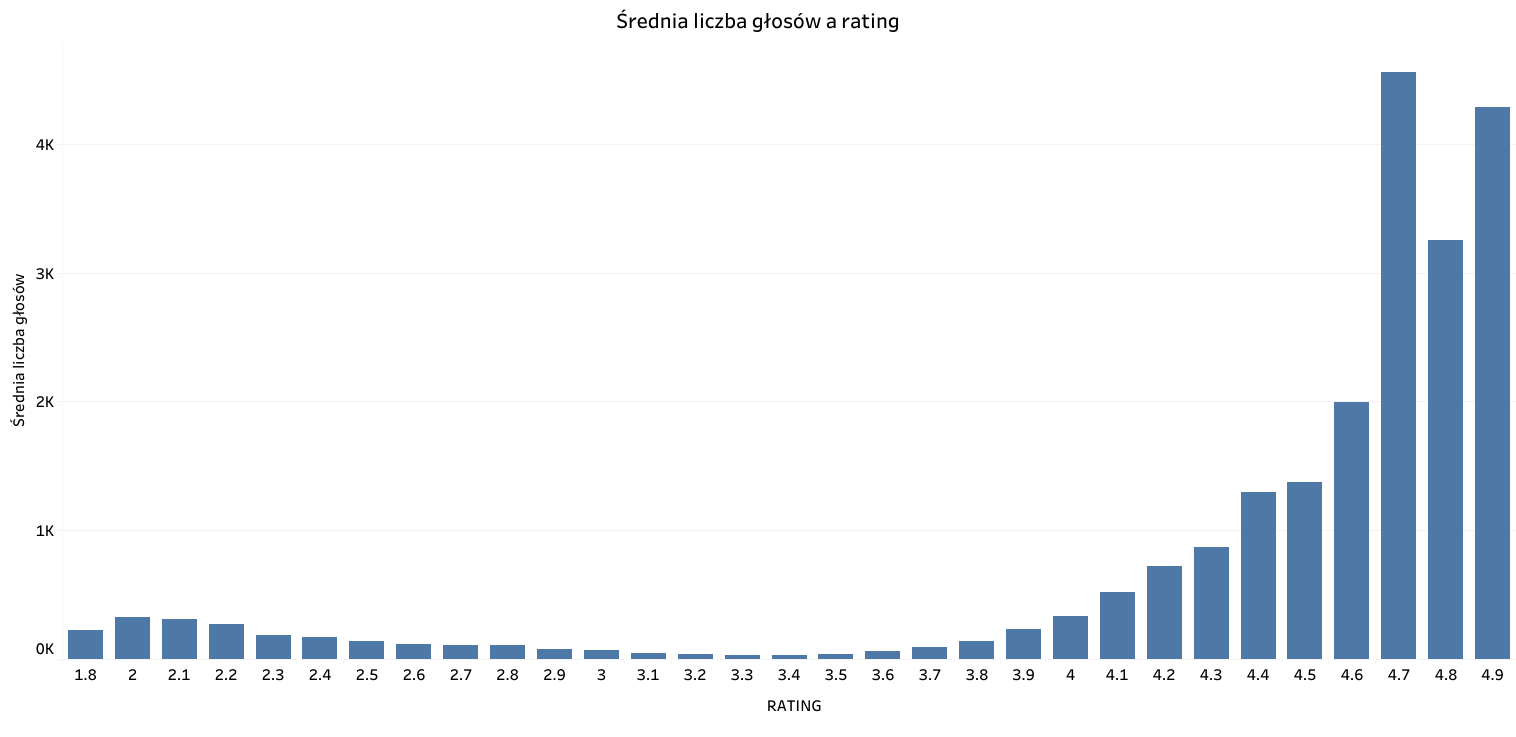 Średnia liczba głosów a rating
Średnia liczba głosów
4K
3K
2K
1K
0K
1.8 2 2.1 2.2 2.3 2.4 2.5 2.6 2.7 2.8 2.9 3 3.1 3.2 3.3 3.4 3.5 3.6 3.7 3.8 3.9 4 4.1 4.2 4.3 4.4 4.5 4.6 4.7 4.8 4.9
RATING